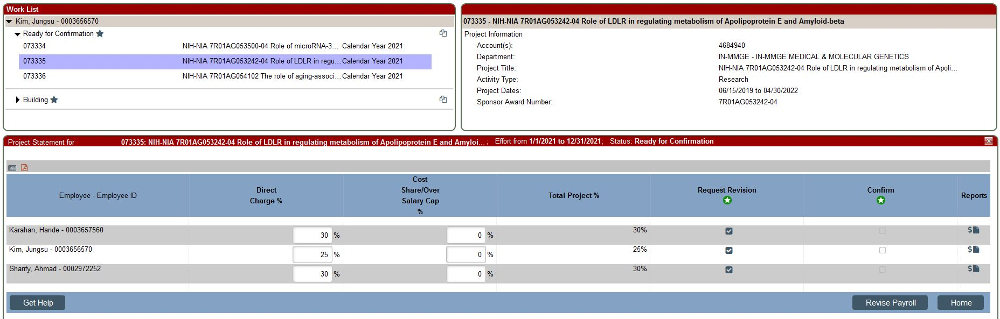 Work List
Kim, Jungsu - 0003656570
Ready for Confirmation
073334 NIH-NIA 7R01AG053500-04 Role of microRNA-3... Calendar Year 2021
073335 NIH-NIA 7R01AG053242-04 Role of LDLR in regu... Calendar Year 2021
073336 NIH-NIA 7R01AG054102 The role of aging-associ... Calendar Year 2021
Building
073335 - NIH-NIA 7R01AG053242-04 Role of LDLR in regulating metabolism of Apolipoprotein E and Amyloid-beta
Project Information
Account(s): 4684940
Department: IN-MMGE - IN-MMGE MEDICAL & MOLECULAR GENETICS
Project Title: NIH-NIA 7R01AG053242-04 Role of LDLR in regulating metabolism of Apoli...
Activity Type: Research
Project Dates: 06/15/2019 to 04/30/2022
Sponsor Award Number: 7R01AG053242-04
Project Statement for 073335: NIH-NIA 7R01AG053242-04 Role of LDLR in regulating metabolism of Apolipoprotein E and Amyloi... ; Effort from 1/1/2021 to 12/31/2021; Status: Ready for Confirmation
Employee - Employee ID
Direct
Charge %
Cost
Share/Over
Salary Cap
%
Total Project %
Request Revision
Confirm
Reports
Karahan, Hande - 0003657560 30 % 0 % 30% $
Kim, Jungsu - 0003656570 25 % 0 % 25% $
Sharify, Ahmad - 0002972252 30 % 0 % 30% $
Get Help Revise Payroll Home